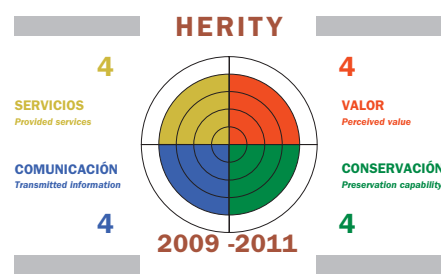 HERITY
4
4
SERVICIOS
Provided services
VALOR
Perceived value
COMUNICACIÓN
Transmitted information
CONSERVACIÓN
Preservation capability
4
4
2009 -2011